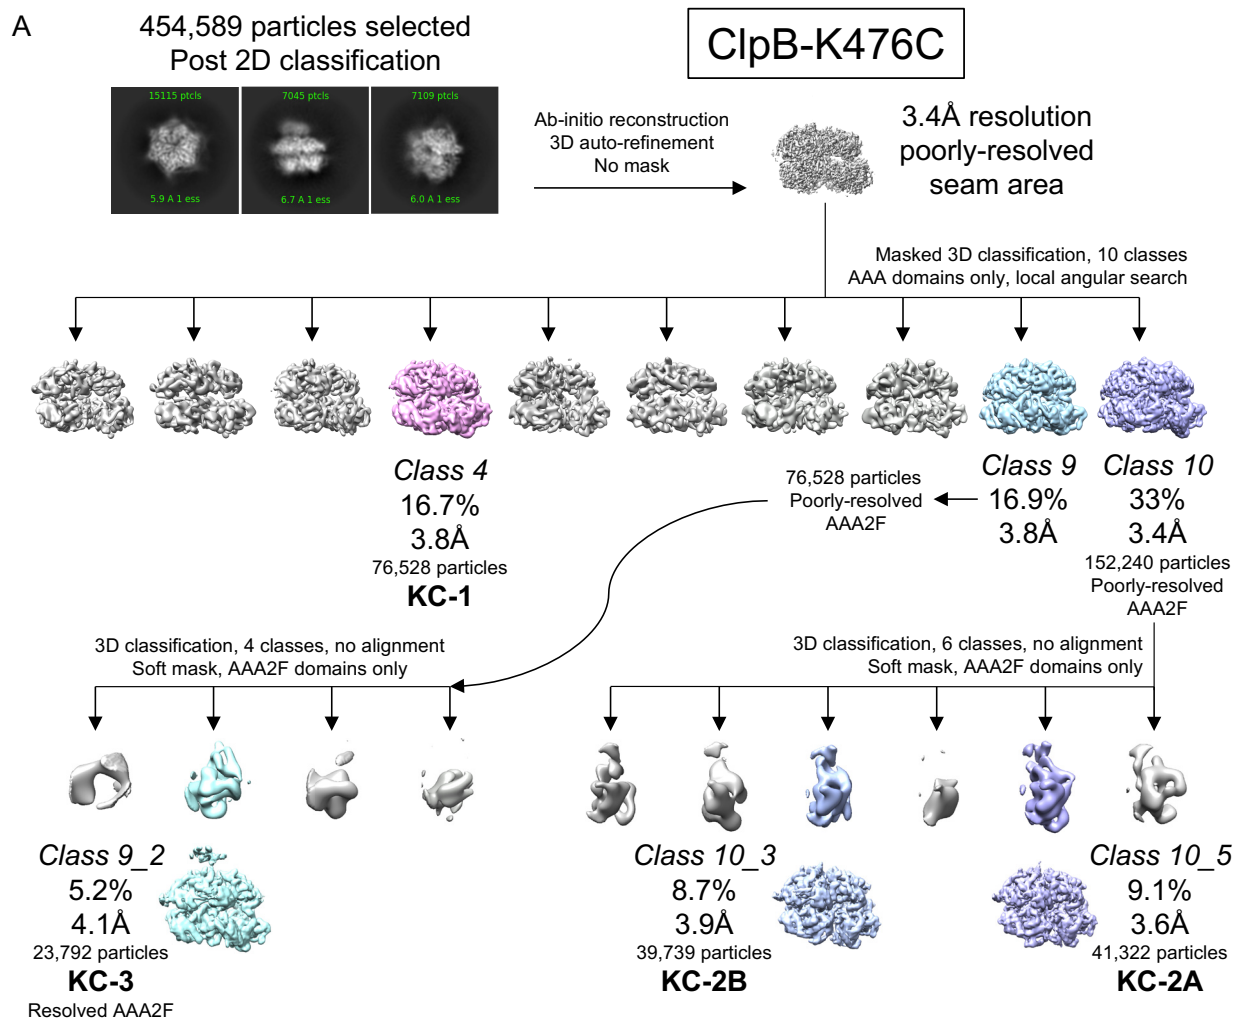 A
454,589 particles selected
Post 2D classification
ClpB-K476C
15115 ptcls
7045 ptcls
7109 ptcls
5.9 A 1 ess
6.7 A 1 ess
6.0 A 1 ess
Ab-initio reconstruction
3D auto-refinement
No mask
3.4Å resolution
poorly-resolved
seam area
Masked 3D classification, 10 classes
AAA domains only, local angular search
Class 4
16.7%
3.8Å
76,528 particles
KC-1
76,528 particles
Poorly-resolved
AAA2F
Class 9
16.9%
3.8Å
Class 10
33%
3.4Å
152,240 particles
Poorly-resolved
AAA2F
3D classification, 4 classes, no alignment
Soft mask, AAA2F domains only
3D classification, 6 classes, no alignment
Soft mask, AAA2F domains only
Class 9_2
5.2%
4.1Å
23,792 particles
KC-3
Resolved AAA2F
Class 10_3
8.7%
3.9Å
39,739 particles
KC-2B
Class 10_5
9.1%
3.6Å
41,322 particles
KC-2A